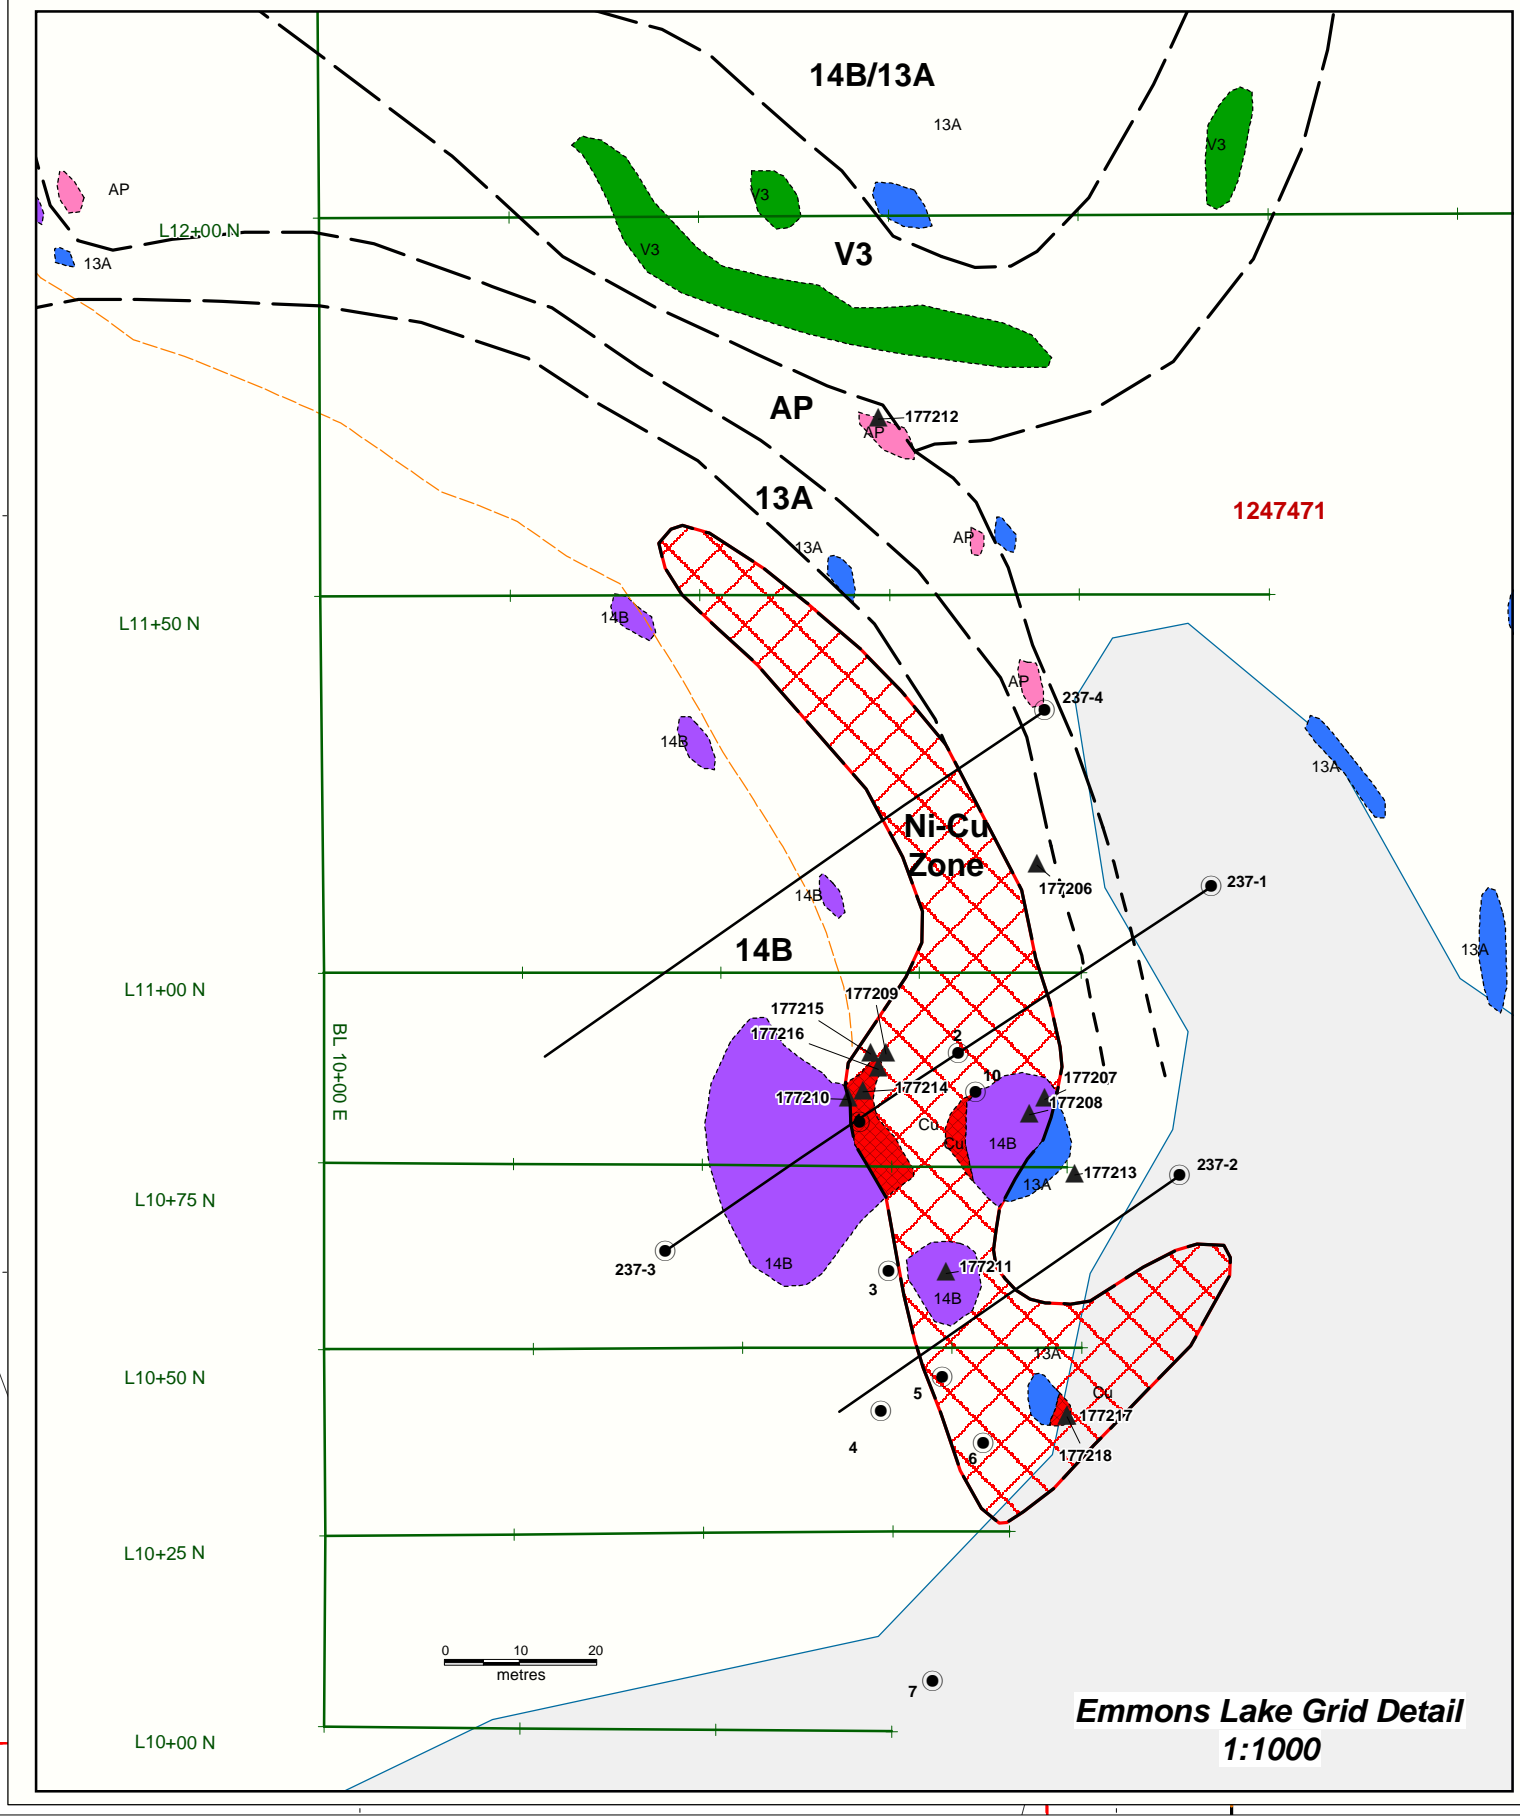 14B/13A
13A
V3
AP
V3
L12+00 N
V3
V3
13A
AP
177212
AP
13A
1247471
AP
13A
14B
L11+50 N
AP
237-4
14B
13A
Ni-Cu
Zone
237-1
177206
14B
14B
13A
L11+00 N
177209
177215
177216
BL 10+00 E
2
10
177207
177214
177210
177208
Cu
Cu
14B
237-2
177213
13A
L10+75 N
14B
237-3
177211
3
14B
13A
L10+50 N
5
Cu
177217
4
6
177218
L10+25 N
0 10 20
metres
7
Emmons Lake Grid Detail
1:1000
L10+00 N